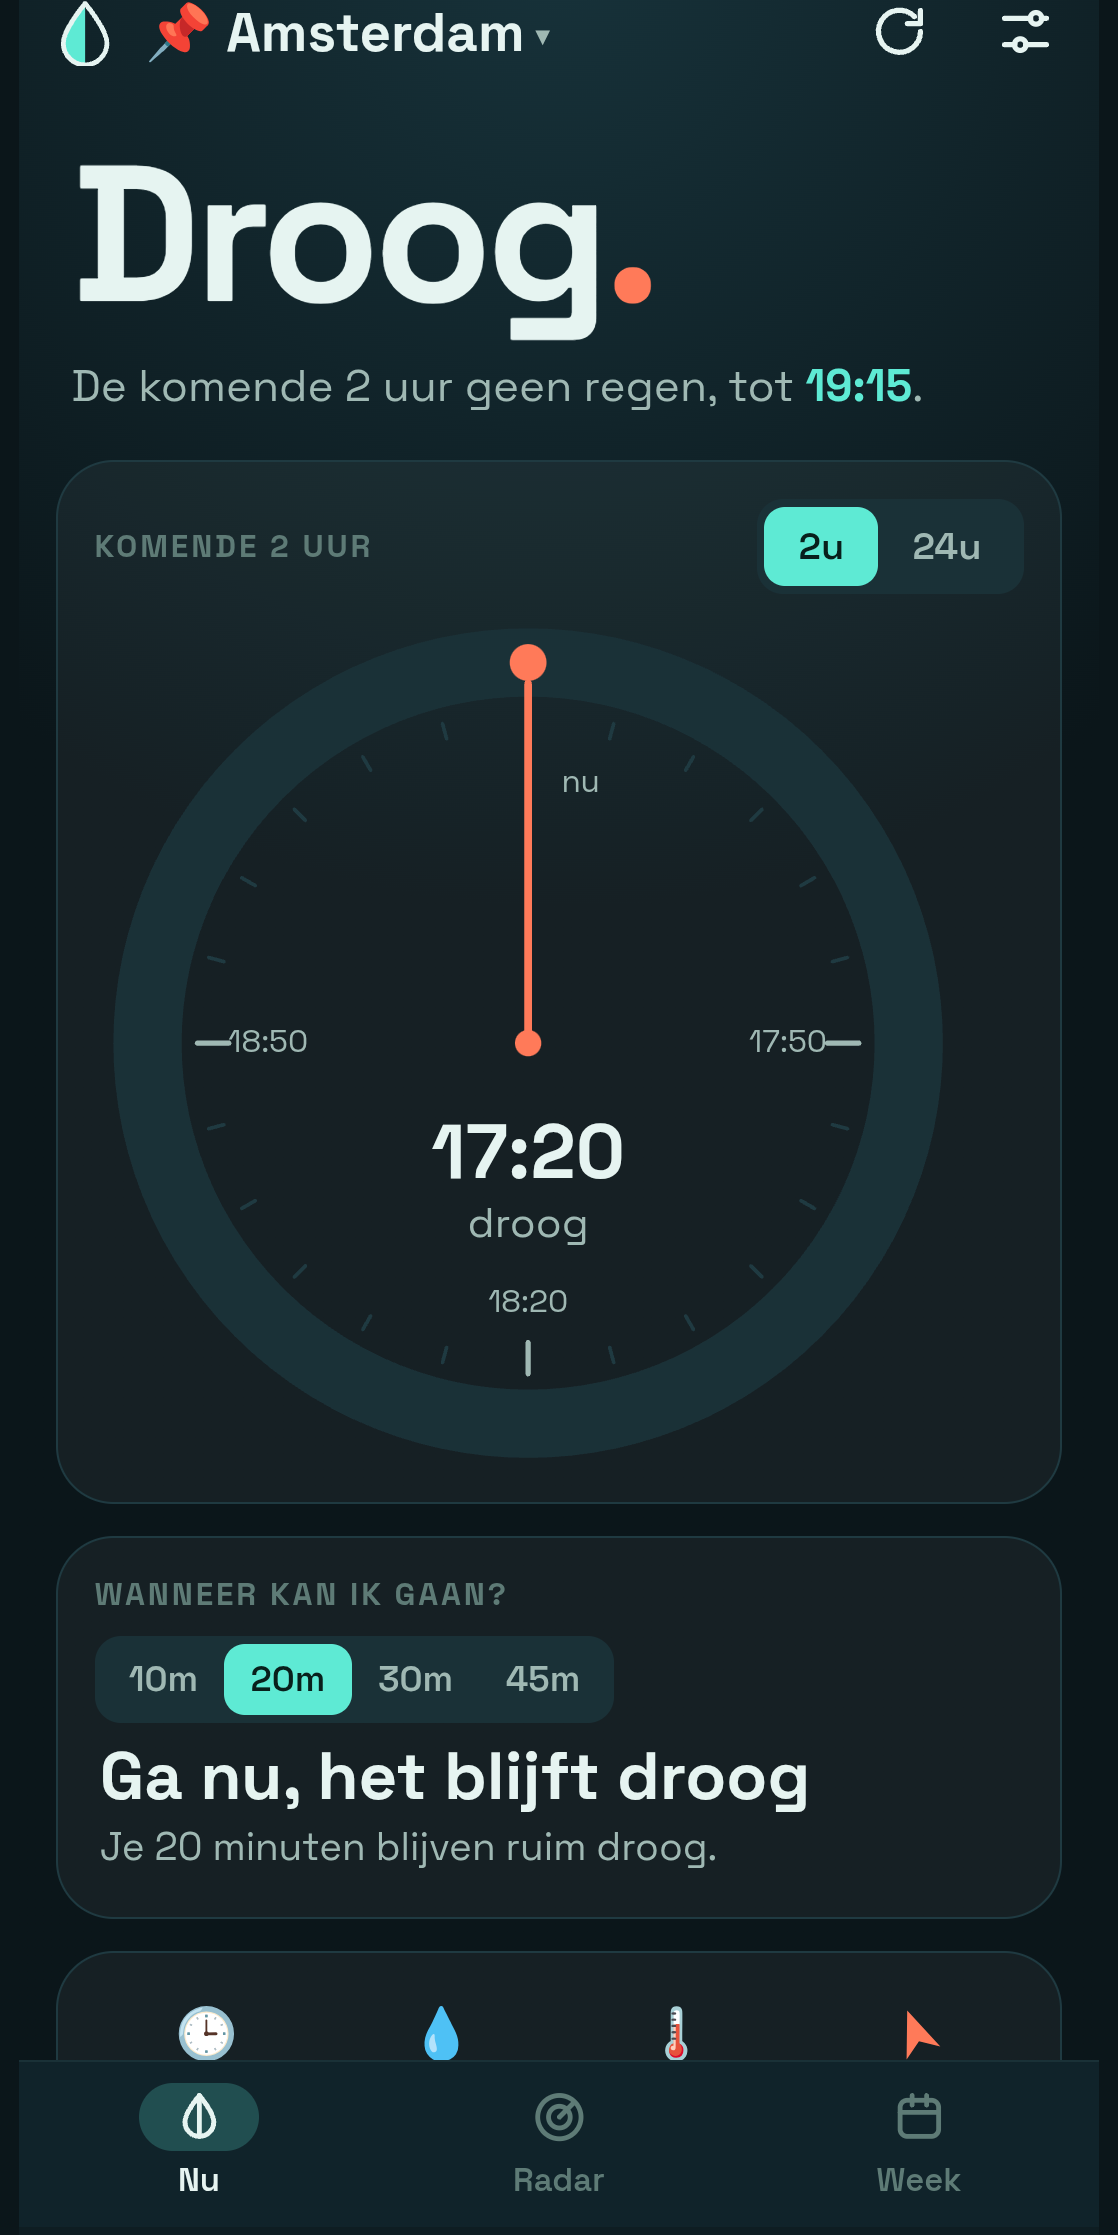 Amsterdam
Droog.
De komende 2 uur geen regen, tot 19:15.
KOMENDE 2 UUR
2u 24u
nu
18:50
17:50
17:20
droog
18:20
WANNEER KAN IK GAAN?
10m 20m 30m 45m
Ga nu, het blijft droog
Je 20 minuten blijven ruim droog.
Nu Radar Week